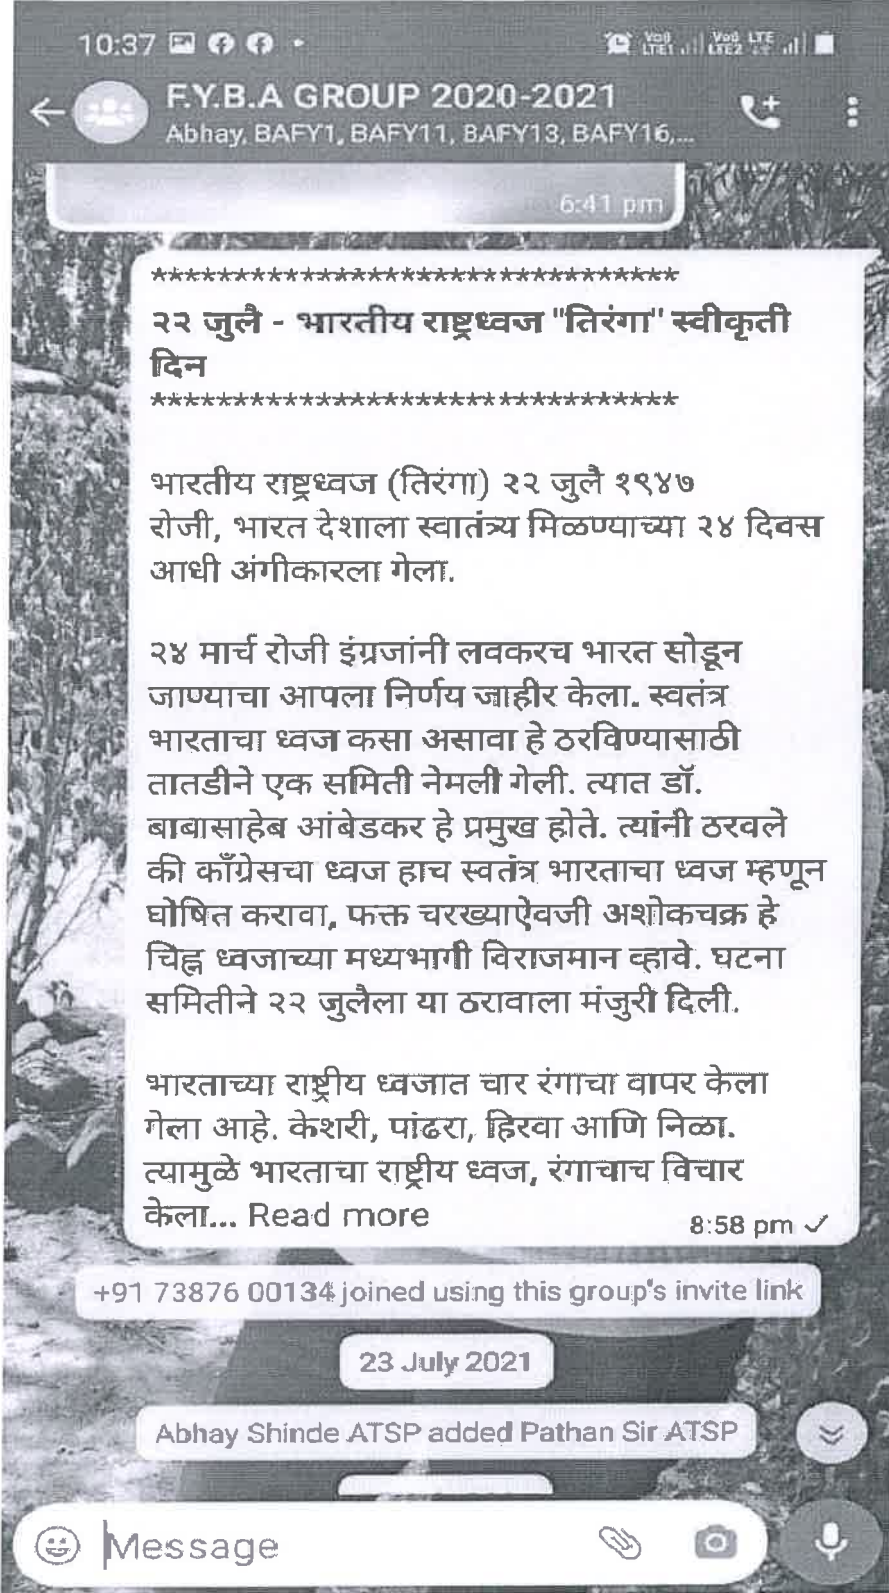 10:37
Vo) LTE1 Vo) LTE LTE2
F.Y.B.A GROUP 2020-2021
Abhay, BAFY1, BAFY11, BAFY13, BAFY16,...
6:41 pm
********************************
२२ जुलै - भारतीय राष्ट्रध्वज "तिरंगा" स्वीकृती
दिन
********************************
भारतीय राष्ट्रध्वज (तिरंगा) २२ जुलै १९४७
रोजी, भारत देशाला स्वातंत्र्य मिळण्याच्या २४ दिवस
आधी अंगीकारला गेला.
२४ मार्च रोजी इंग्रजांनी लवकरच भारत सोडून
जाण्याचा आपला निर्णय जाहीर केला. स्वतंत्र
भारताचा ध्वज कसा असावा हे ठरविण्यासाठी
तातडीने एक समिती नेमली गेली. त्यात डॉ.
बाबासाहेब आंबेडकर हे प्रमुख होते. त्यांनी ठरवले
की काँग्रेसचा ध्वज हाच स्वतंत्र भारताचा ध्वज म्हणून
घोषित करावा, फक्त चरख्याऐवजी अशोकचक्र हे
चिह्न ध्वजाच्या मध्यभागी विराजमान व्हावे. घटना
समितीने २२ जुलैला या ठरावाला मंजुरी दिली.
भारताच्या राष्ट्रीय ध्वजात चार रंगाचा वापर केला
गेला आहे. केशरी, पांढरा, हिरवा आणि निळा.
त्यामुळे भारताचा राष्ट्रीय ध्वज, रंगाचाच विचार
केला... Read more
8:58 pm
+91 73876 00134 joined using this group's invite link
23 July 2021
Abhay Shinde ATSP added Pathan Sir ATSP
Message